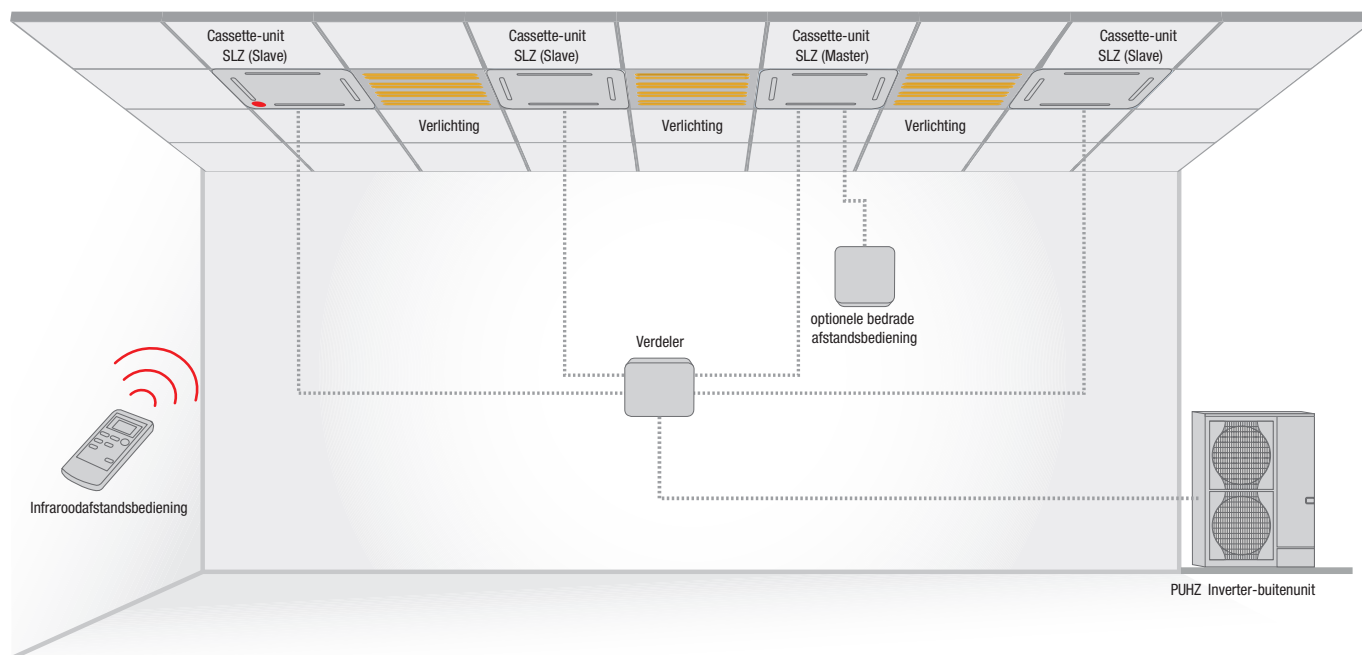 Cassette-unit
SLZ (Slave)
Cassette-unit
SLZ (Slave)
Cassette-unit
SLZ (Master)
Cassette-unit
SLZ (Slave)
Verlichting
Verlichting
Verlichting
optionele bedrade
afstandsbediening
Verdeler
Infraroodafstandsbediening
PUHZ Inverter-buitenunit